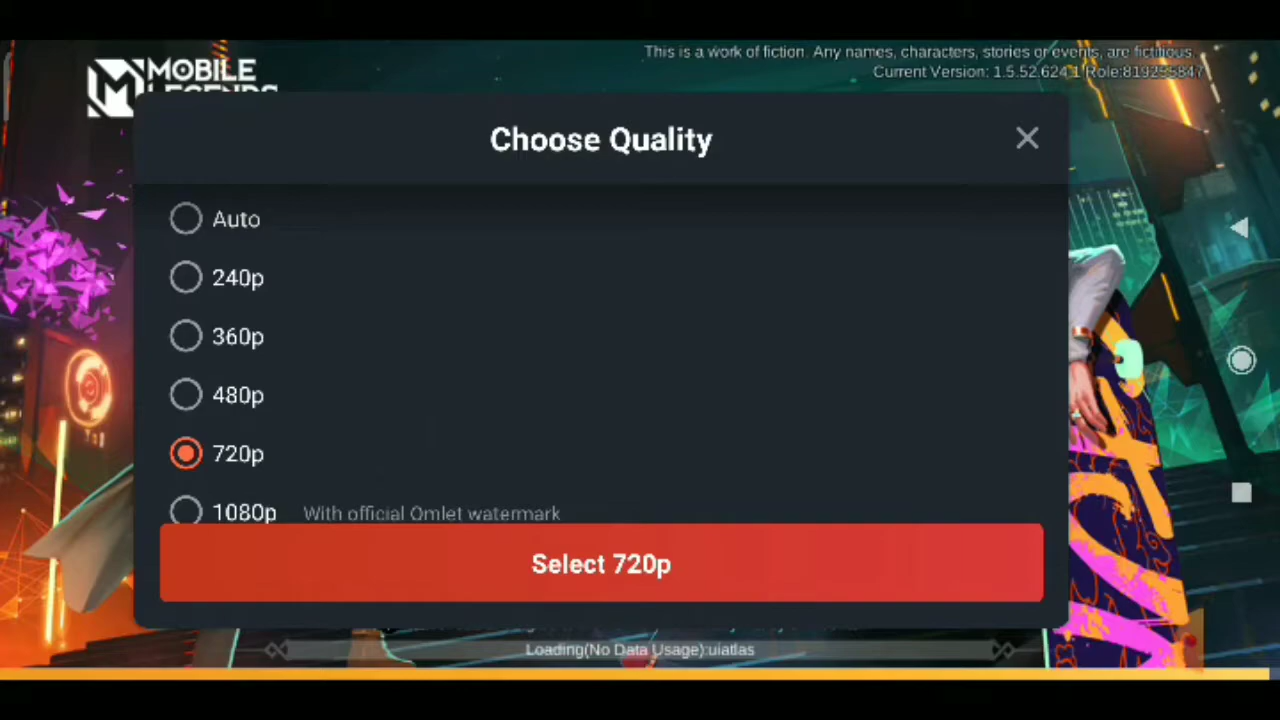 This is a work of fiction. Any names, characters, stories or events, are fictitious.
Current Version: 1.5.52.624.1 Role:819255847
MOBILE
LEGENDS
Choose Quality
Auto
240p
360p
480p
720p
1080p With official Omlet watermark
Select 720p
Loading(No Data Usage):uiatlas